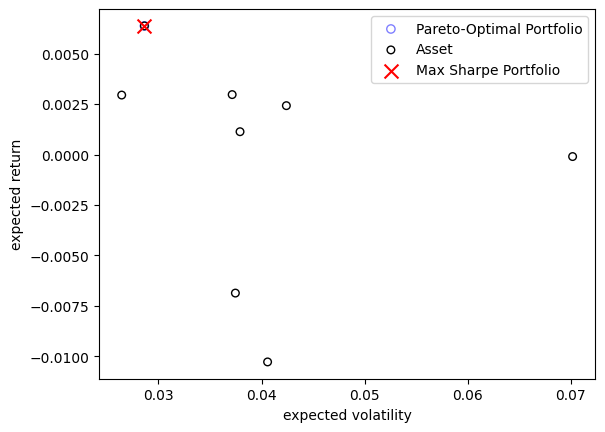 Pareto-Optimal Portfolio
Asset
Max Sharpe Portfolio
expected return
0.0050
0.0025
0.0000
−0.0025
−0.0050
−0.0075
−0.0100
0.03
0.04
0.05
0.06
0.07
expected volatility